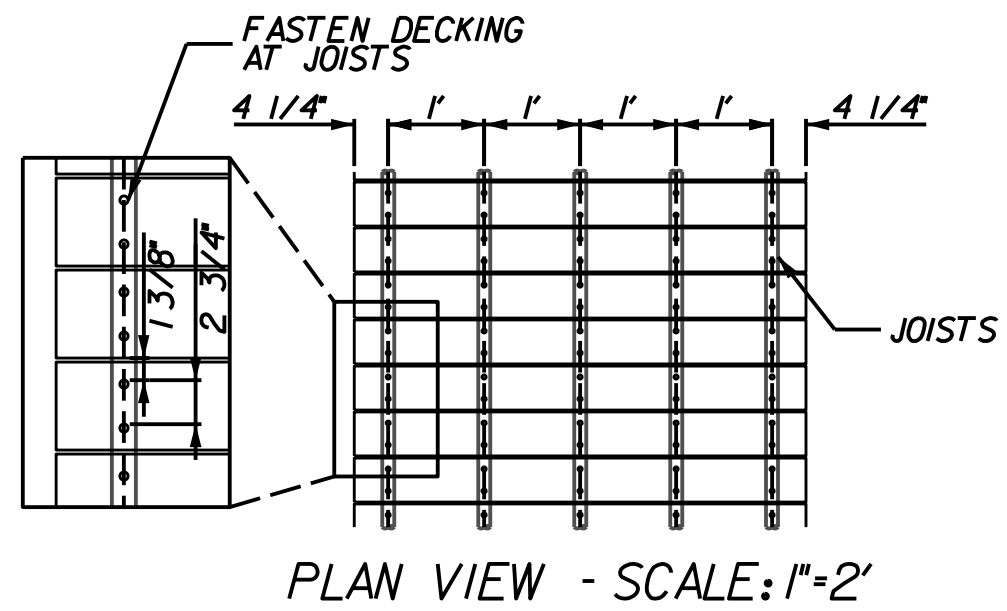 FASTEN DECKING
AT JOISTS
4 1/4" 1' 1' 1' 1' 4 1/4"
1 3/8"
2 3/4"
JOISTS
PLAN VIEW - SCALE: 1"=2'